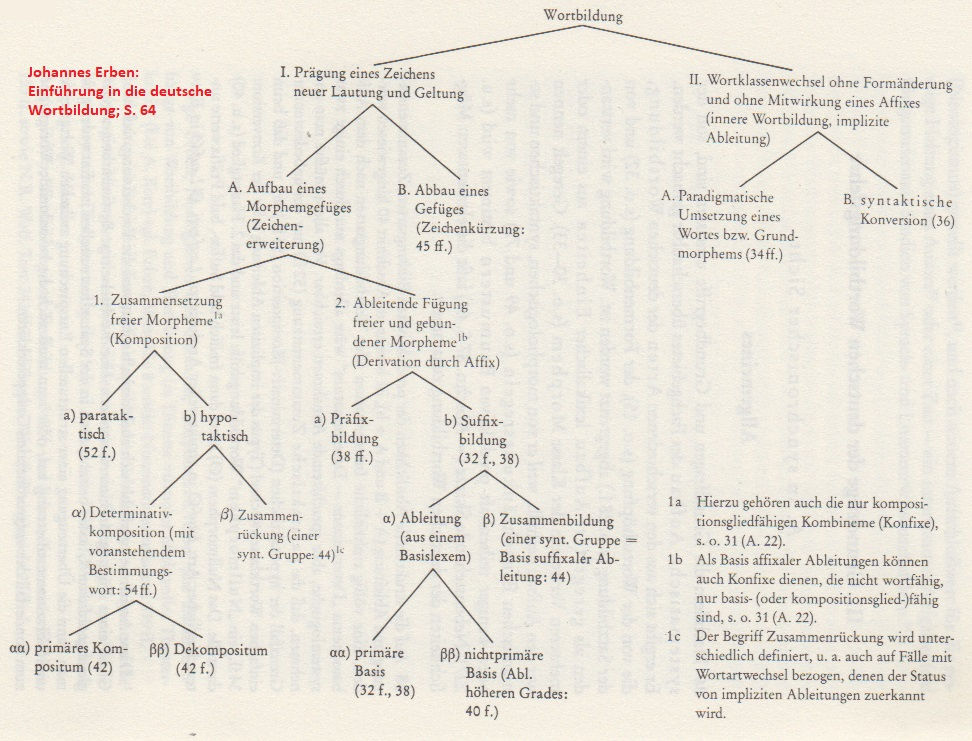 Wortbildung
Johannes Erben:
Einführung in die deutsche
Wortbildung; S. 64
I. Prägung eines Zeichens
neuer Lautung und Geltung
II. Wortklassenwechsel ohne Formänderung
und ohne Mitwirkung eines Affixes
(innere Wortbildung, implizite
Ableitung)
A. Aufbau eines
Morphemgefüges
(Zeichen-
erweiterung)
B. Abbau eines
Gefüges
(Zeichenkürzung:
45 ff.)
A. Paradigmatische
Umsetzung eines
Wortes bzw. Grund-
morphems (34 ff.)
B. syntaktische
Konversion (36)
1. Zusammensetzung
freier Morpheme1a
(Komposition)
2. Ableitende Fügung
freier und gebun-
dener Morpheme1b
(Derivation durch Affix)
a) paratak-
tisch
(52 f.)
b) hypo-
taktisch
a) Präfix-
bildung
(38 ff.)
b) Suffix-
bildung
(32 f., 38)
α) Determinativ-
komposition (mit
voranstehendem
Bestimmungs-
wort: 54 ff.)
β) Zusammen-
rückung (einer
synt. Gruppe: 44)1c
α) Ableitung
(aus einem
Basislexem)
β) Zusammenbildung
(einer synt. Gruppe =
Basis suffixaler Ab-
leitung: 44)
αα) primäres Kom-
positum (42)
ββ) Dekompositum
(42 f.)
αα) primäre
Basis
(32 f., 38)
ββ) nichtprimäre
Basis (Abl.
höheren Grades:
40 f.)
1a Hierzu gehören auch die nur komposi-
tionsgliedfähigen Kombineme (Konfixe),
s. o. 31 (A. 22).
1b Als Basis affixaler Ableitungen können
auch Konfixe dienen, die nicht wortfähig,
nur basis- (oder kompositionsglied-)fähig
sind, s. o. 31 (A. 22).
1c Der Begriff Zusammenrückung wird unter-
schiedlich definiert, u. a. auch auf Fälle mit
Wortartwechsel bezogen, denen der Status
von impliziten Ableitungen zuerkannt
wird.